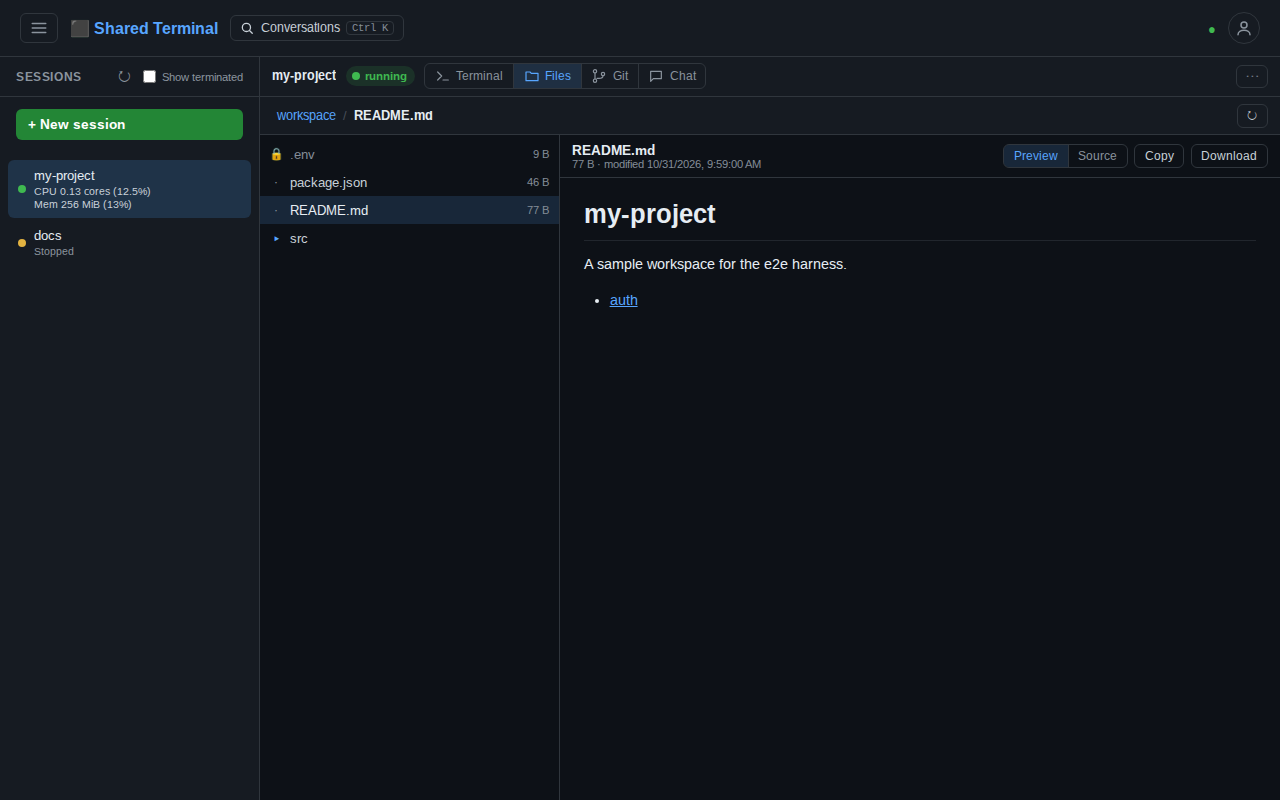 Shared Terminal
Conversations Ctrl K
SESSIONS
Show terminated
my-project
running
Terminal
Files
Git
Chat
...
+ New session
workspace / README.md
my-project
CPU 0.13 cores (12.5%)
Mem 256 MiB (13%)
docs
Stopped
.env 9 B
package.json 46 B
README.md 77 B
src
README.md
77 B · modified 10/31/2026, 9:59:00 AM
Preview
Source
Copy
Download
my-project
A sample workspace for the e2e harness.
• auth